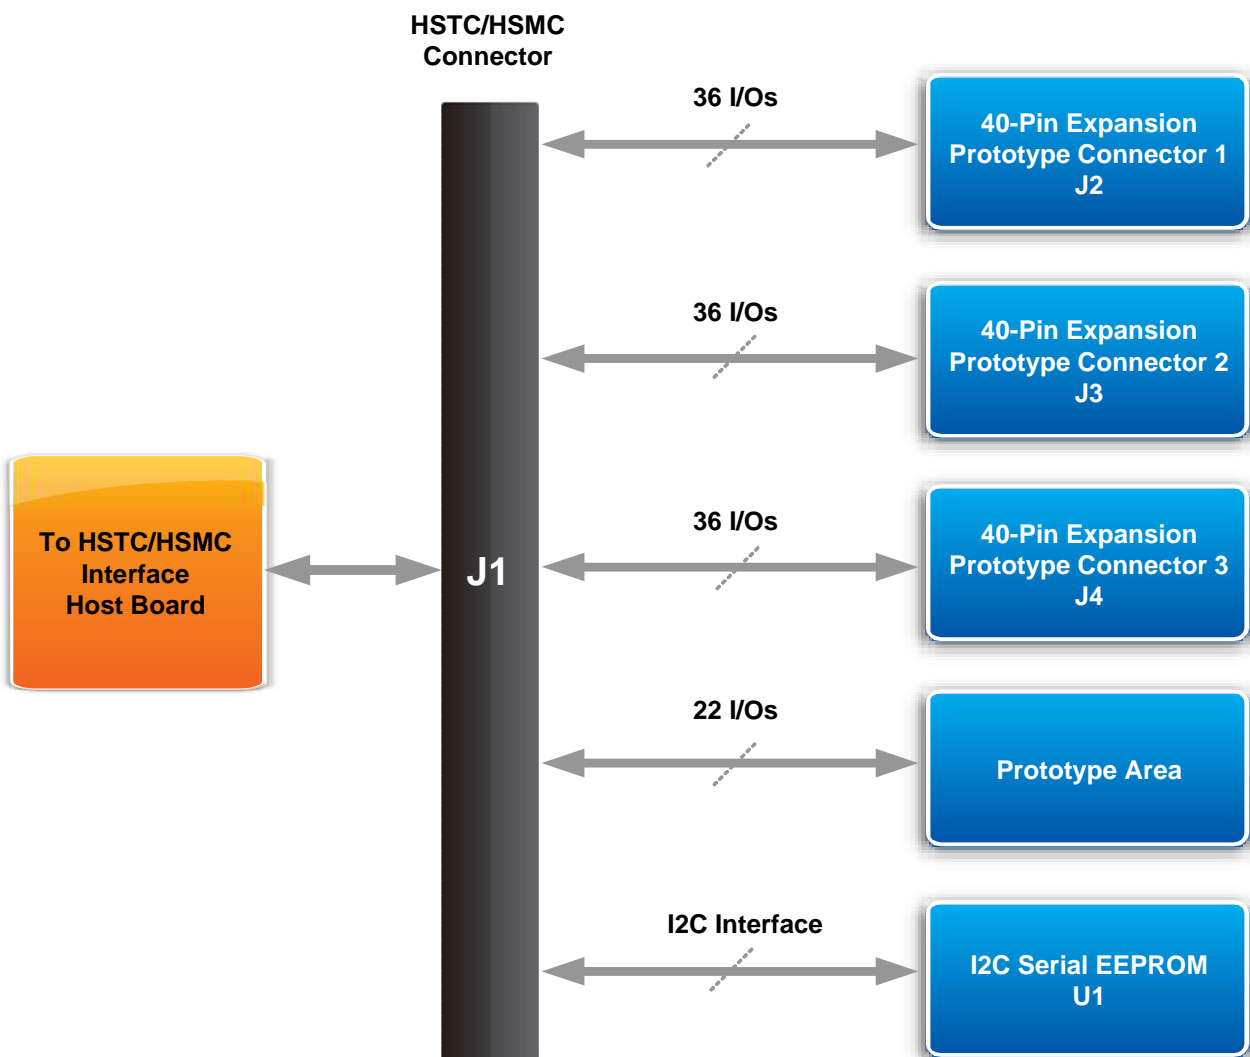 HSTC/HSMC
Connector
36 I/Os
40-Pin Expansion
Prototype Connector 1
J2
36 I/Os
40-Pin Expansion
Prototype Connector 2
J3
To HSTC/HSMC
Interface
Host Board
J1
36 I/Os
40-Pin Expansion
Prototype Connector 3
J4
22 I/Os
Prototype Area
I2C Interface
I2C Serial EEPROM
U1